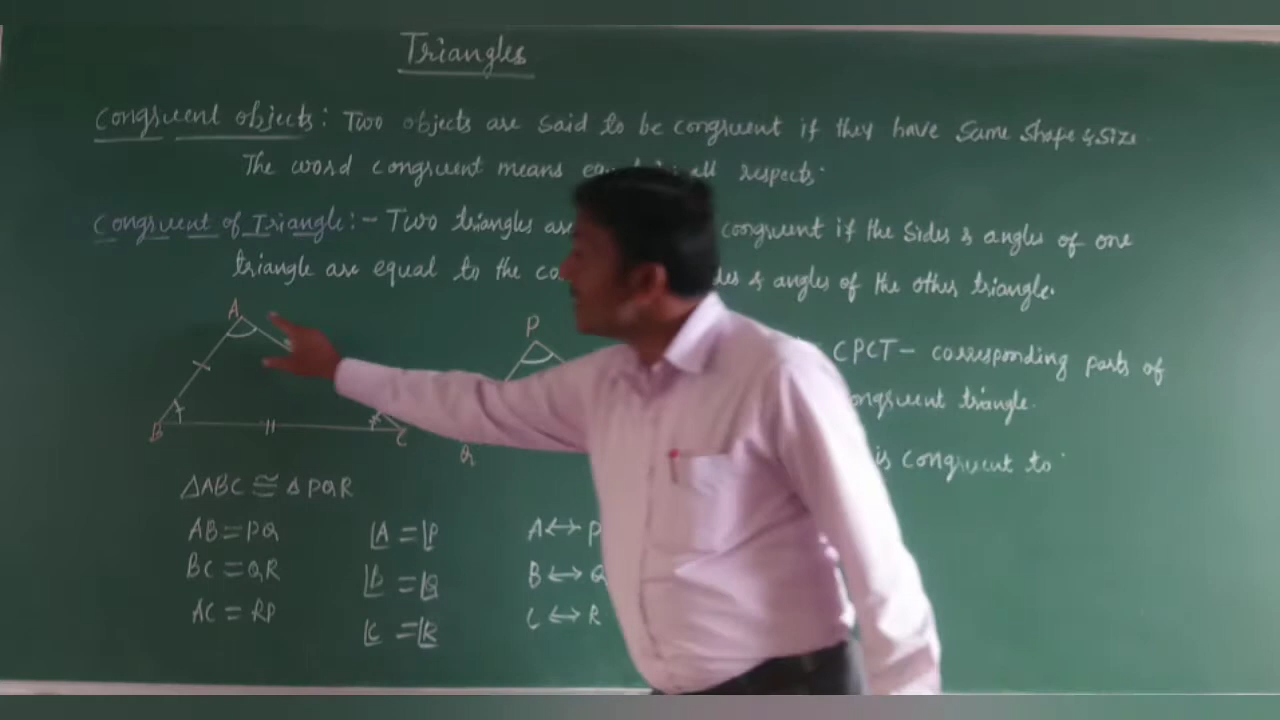 Triangles
Congruent objects: Two objects are said to be congruent if they have same shape & size.
The word congruent means all respects.
Congruent of Triangle:- Two triangles are congruent if the sides & angles of one
triangle are equal to the & angles of the other triangle.
A
B
C
P
Q
CPCT - corresponding parts of
congruent triangle.
is congruent to
△ABC ≅ △PQR
AB = PQ
BC = QR
AC = RP
∠A = ∠P
∠B = ∠Q
∠C = ∠R
A ↔ P
B ↔ Q
C ↔ R